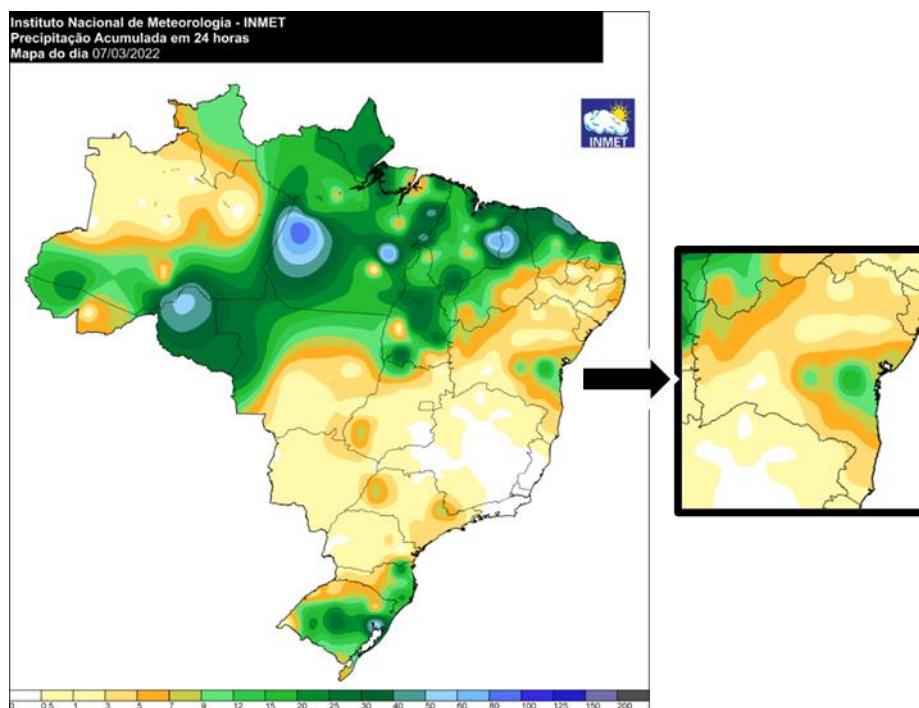 Instituto Nacional de Meteorologia - INMET
Precipitação Acumulada em 24 horas
Mapa do dia 07/03/2022
INMET
0 0.5 1 3 5 7 9 12 15 20 25 30 40 50 60 80 100 125 150 200